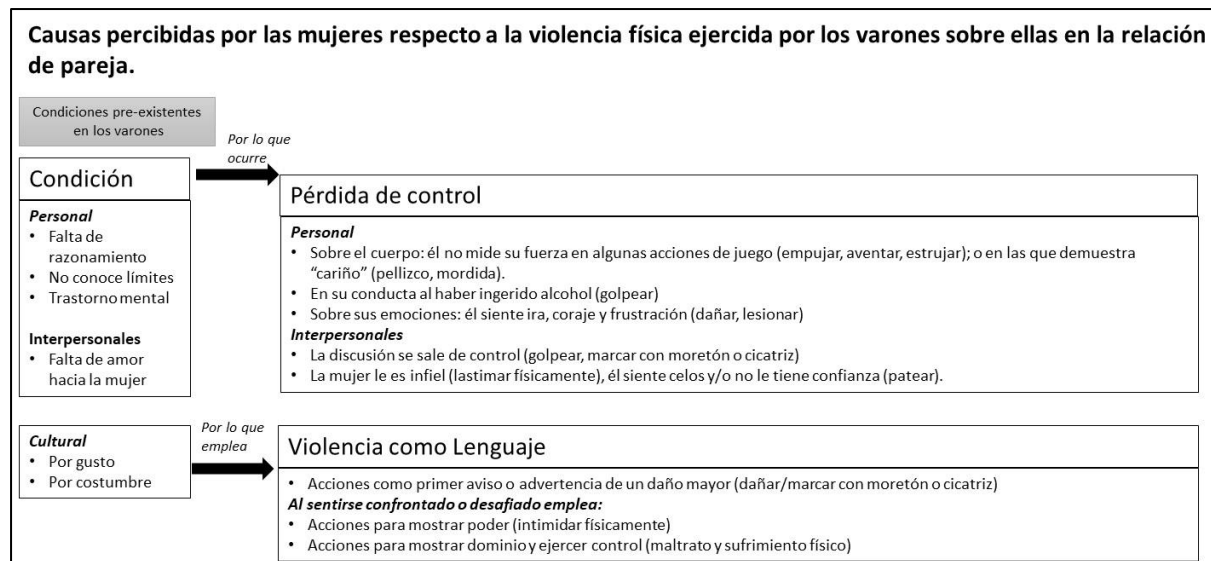 Causas percibidas por las mujeres respecto a la violencia física ejercida por los varones sobre ellas en la relación
de pareja.
Condiciones pre-existentes
en los varones
Por lo que
ocurre
Condición
Personal
• Falta de
razonamiento
• No conoce límites
• Trastorno mental
Interpersonales
• Falta de amor
hacia la mujer
Pérdida de control
Personal
• Sobre el cuerpo: él no mide su fuerza en algunas acciones de juego (empujar, aventar, estrujar); o en las que demuestra
“cariño” (pellizco, mordida).
• En su conducta al haber ingerido alcohol (golpear)
• Sobre sus emociones: él siente ira, coraje y frustración (dañar, lesionar)
Interpersonales
• La discusión se sale de control (golpear, marcar con moretón o cicatriz)
• La mujer le es infiel (lastimar físicamente), él siente celos y/o no le tiene confianza (patear).
Cultural
• Por gusto
• Por costumbre
Por lo que
emplea
Violencia como Lenguaje
• Acciones como primer aviso o advertencia de un daño mayor (dañar/marcar con moretón o cicatriz)
Al sentirse confrontado o desafiado emplea:
• Acciones para mostrar poder (intimidar físicamente)
• Acciones para mostrar dominio y ejercer control (maltrato y sufrimiento físico)